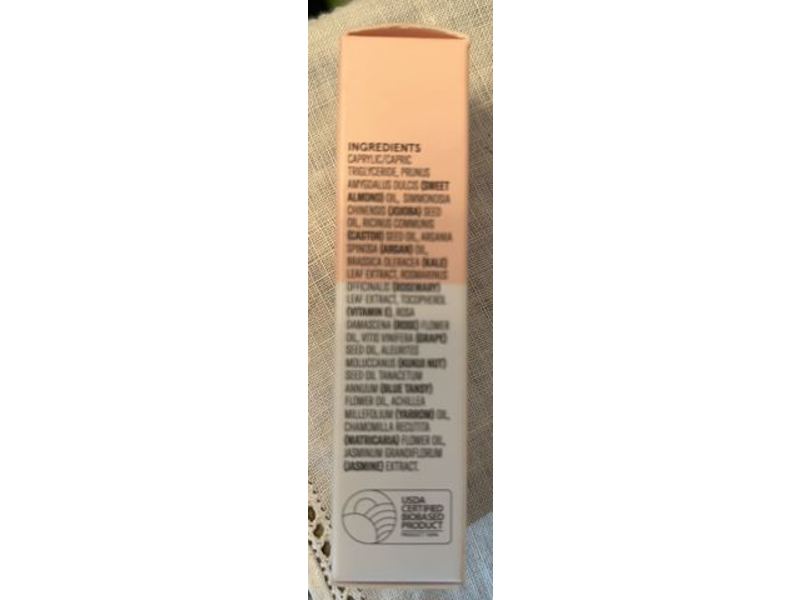 INGREDIENTS
CAPRYLIC/CAPRIC
TRIGLYCERIDE, PRUNUS
AMYGDALUS DULCIS (SWEET
ALMOND) OIL, SIMMONDSIA
CHINENSIS (JOJOBA) SEED
OIL, RICINUS COMMUNIS
(CASTOR) SEED OIL, ARGANIA
SPINOSA (ARGAN) OIL,
BRASSICA OLERACEA (KALE)
LEAF EXTRACT, ROSMARINUS
OFFICINALIS (ROSEMARY)
LEAF EXTRACT, TOCOPHEROL
(VITAMIN E), ROSA
DAMASCENA (ROSE) FLOWER
OIL, VITIS VINIFERA (GRAPE)
SEED OIL, ALEURITES
MOLUCCANUS (KUKUI NUT)
SEED OIL TANACETUM
ANNUUM (BLUE TANSY)
FLOWER OIL, ACHILLEA
MILLEFOLIUM (YARROW) OIL,
CHAMOMILLA RECUTITA
(MATRICARIA) FLOWER OIL,
JASMINUM GRANDIFLORUM
(JASMINE) EXTRACT.
USDA
CERTIFIED
BIOBASED
PRODUCT
PRODUCT